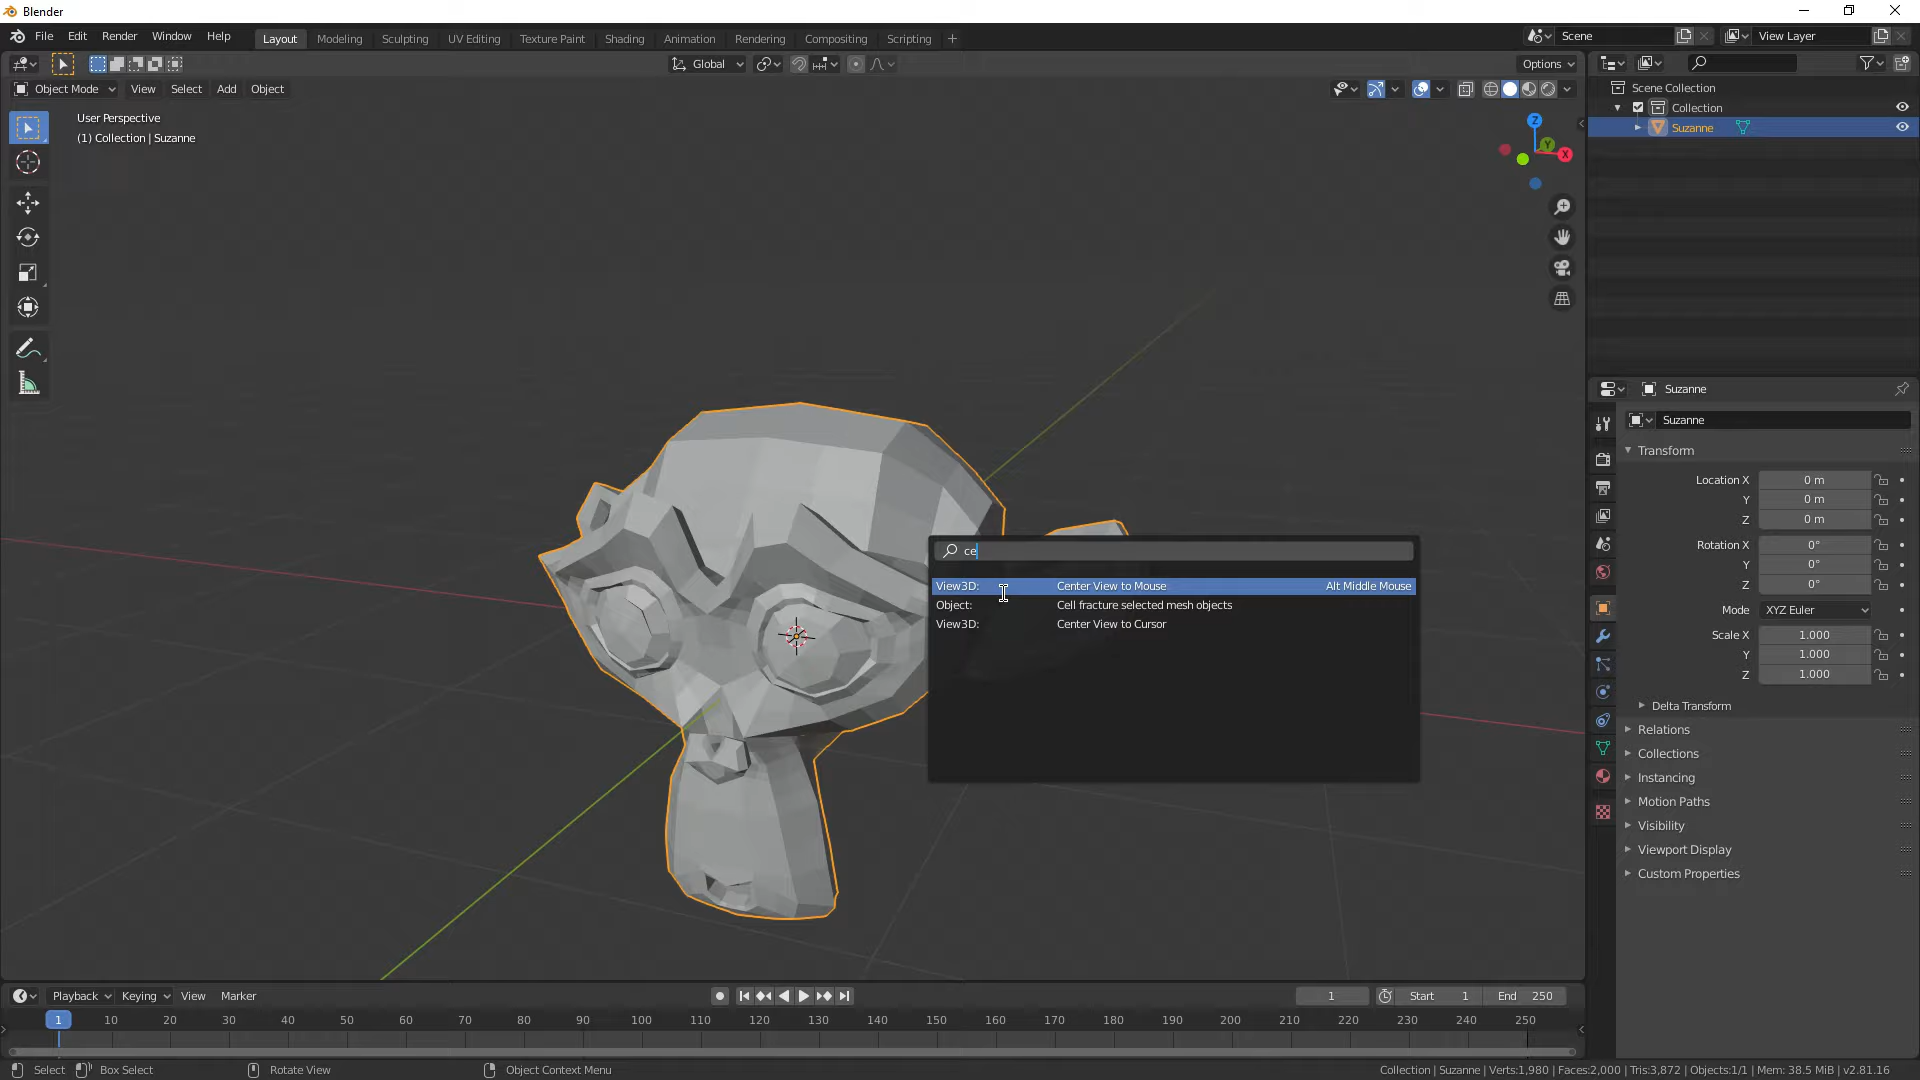 Blender
File Edit Render Window Help
Layout Modeling Sculpting UV Editing Texture Paint Shading Animation Rendering Compositing Scripting +
Scene
View Layer
Global
Options
Object Mode View Select Add Object
User Perspective
(1) Collection | Suzanne
Z
Y
X
Scene Collection
Collection
Suzanne
ce
View3D: Center View to Mouse Alt Middle Mouse
Object: Cell fracture selected mesh objects
View3D: Center View to Cursor
Suzanne
Suzanne
Transform
Location X 0 m
Y 0 m
Z 0 m
Rotation X 0°
Y 0°
Z 0°
Mode XYZ Euler
Scale X 1.000
Y 1.000
Z 1.000
Delta Transform
Relations
Collections
Instancing
Motion Paths
Visibility
Viewport Display
Custom Properties
Playback Keying View Marker
1
Start 1
End 250
1 10 20 30 40 50 60 70 80 90 100 110 120 130 140 150 160 170 180 190 200 210 220 230 240 250
Select Box Select Rotate View Object Context Menu
Collection | Suzanne | Verts:1,980 | Faces:2,000 | Tris:3,872 | Objects:1/1 | Mem: 38.5 MiB | v2.81.16